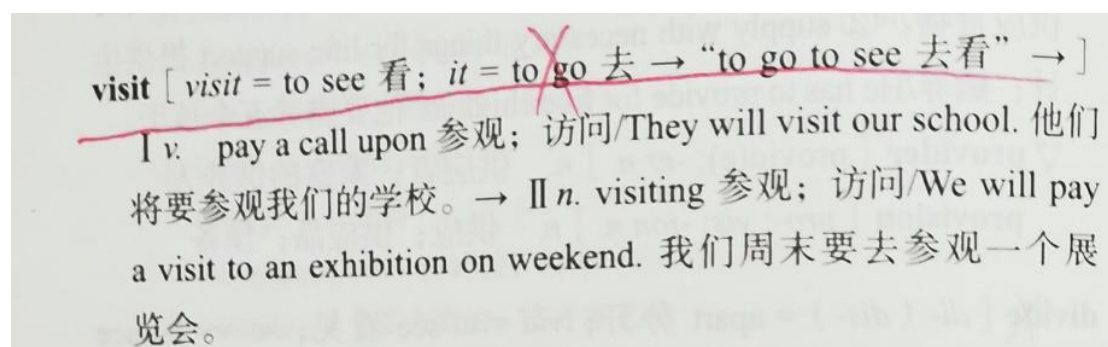 visit [ visit = to see 看；it = to go 去 → “to go to see 去看” → ]
Ⅰ v. pay a call upon 参观；访问/They will visit our school. 他们
将要参观我们的学校。→ Ⅱ n. visiting 参观；访问/We will pay
a visit to an exhibition on weekend. 我们周末要去参观一个展
览会。